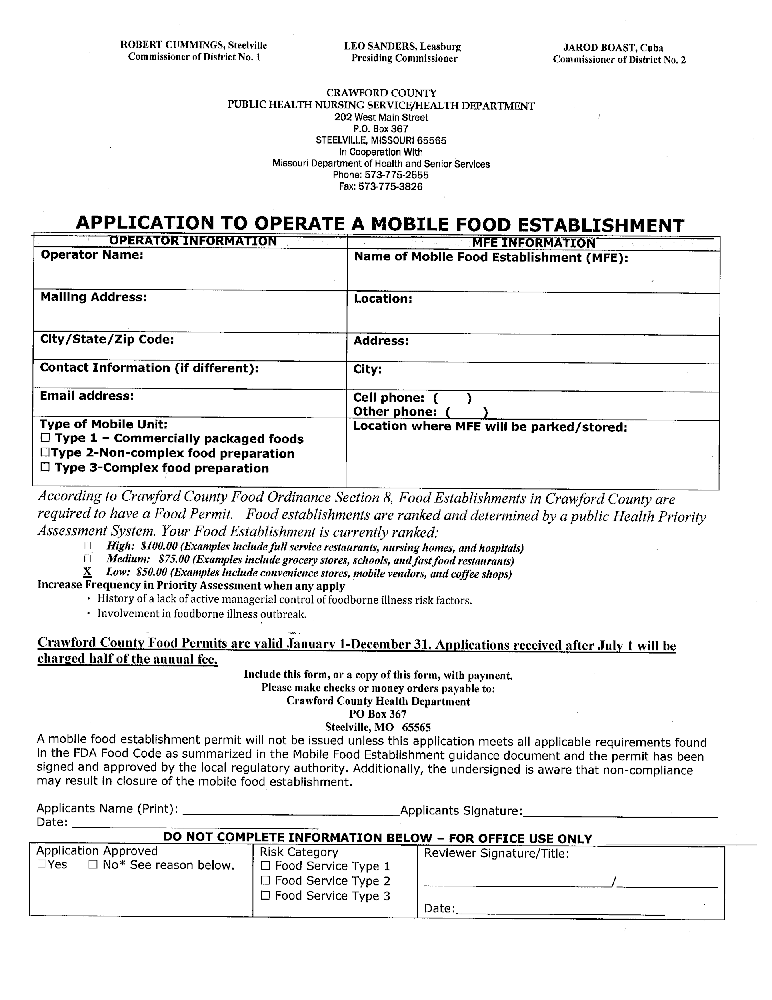 ROBERT CUMMINGS, Steelville
Commissioner of District No. 1
LEO SANDERS, Leasburg
Presiding Commissioner
JAROD BOAST, Cuba
Commissioner of District No. 2
CRAWFORD COUNTY
PUBLIC HEALTH NURSING SERVICE/HEALTH DEPARTMENT
202 West Main Street
P.O. Box 367
STEELVILLE, MISSOURI 65565
In Cooperation With
Missouri Department of Health and Senior Services
Phone: 573-775-2555
Fax: 573-775-3826
APPLICATION TO OPERATE A MOBILE FOOD ESTABLISHMENT
OPERATOR INFORMATION
MFE INFORMATION
Operator Name:
Name of Mobile Food Establishment (MFE):
Mailing Address:
Location:
City/State/Zip Code:
Address:
Contact Information (if different):
City:
Email address:
Cell phone: ( )
Other phone: ( )
Type of Mobile Unit:
☐ Type 1 – Commercially packaged foods
☐Type 2-Non-complex food preparation
☐ Type 3-Complex food preparation
Location where MFE will be parked/stored:
According to Crawford County Food Ordinance Section 8, Food Establishments in Crawford County are
required to have a Food Permit. Food establishments are ranked and determined by a public Health Priority
Assessment System. Your Food Establishment is currently ranked:
☐ High: $100.00 (Examples include full service restaurants, nursing homes, and hospitals)
☐ Medium: $75.00 (Examples include grocery stores, schools, and fast food restaurants)
X Low: $50.00 (Examples include convenience stores, mobile vendors, and coffee shops)
Increase Frequency in Priority Assessment when any apply
• History of a lack of active managerial control of foodborne illness risk factors.
• Involvement in foodborne illness outbreak.
Crawford County Food Permits are valid January 1-December 31. Applications received after July 1 will be
charged half of the annual fee.
Include this form, or a copy of this form, with payment.
Please make checks or money orders payable to:
Crawford County Health Department
PO Box 367
Steelville, MO 65565
A mobile food establishment permit will not be issued unless this application meets all applicable requirements found
in the FDA Food Code as summarized in the Mobile Food Establishment guidance document and the permit has been
signed and approved by the local regulatory authority. Additionally, the undersigned is aware that non-compliance
may result in closure of the mobile food establishment.
Applicants Name (Print): ____________ Applicants Signature:____________
Date: ____________
DO NOT COMPLETE INFORMATION BELOW – FOR OFFICE USE ONLY
Application Approved
☐Yes ☐ No* See reason below.
Risk Category
☐ Food Service Type 1
☐ Food Service Type 2
☐ Food Service Type 3
Reviewer Signature/Title:
____________/____________
Date:____________